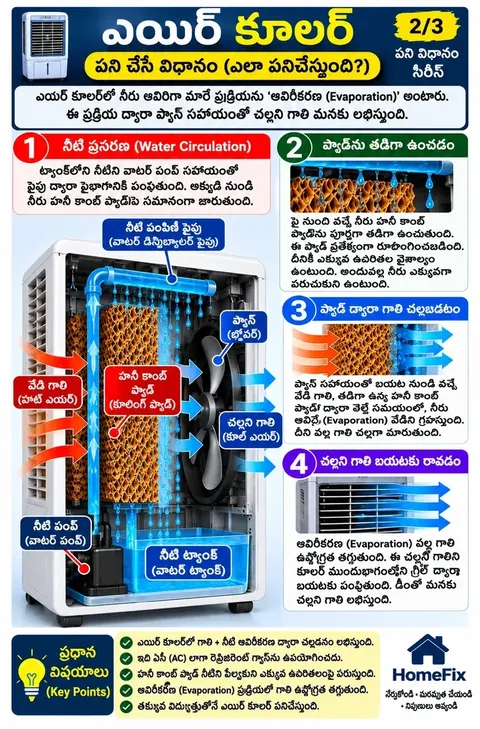 ఎయిర్ కూలర్
పని చేసే విధానం (ఎలా పనిచేస్తుంది?)
2/3
పని విధానం
సిరీస్
ఎయిర్ కూలర్‌లో నీరు ఆవిరిగా మారే ప్రక్రియను 'ఆవిరీకరణ (Evaporation)' అంటారు.
ఈ ప్రక్రియ ద్వారా ఫ్యాన్ సహాయంతో చల్లని గాలి మనకు లభిస్తుంది.
1 నీటి ప్రసరణ (Water Circulation)
ట్యాంక్‌లోని నీటిని వాటర్ పంప్ సహాయంతో
పైపు ద్వారా పైభాగానికి పంపుతుంది. అక్కడి నుండి
నీరు హనీ కాంబ్ ప్యాడ్‌పై సమానంగా జారుతుంది.
2 ప్యాడ్‌ను తడిగా ఉంచడం
పై నుంచి వచ్చే నీరు హనీ కాంబ్
ప్యాడ్‌ను పూర్తిగా తడిగా ఉంచుతుంది.
ఈ ప్యాడ్ ప్రత్యేకంగా
దీనికి ఎక్కువ ఉపరితల వైశాల్యం
ఉంటుంది. అందువల్ల నీరు ఎక్కువగా
పరుచుకుని ఉంటుంది.
నీటి పంపిణీ పైపు
(వాటర్ పైపు)
ఫ్యాన్
(బ్లోవర్)
వేడి గాలి
(హాట్ ఎయిర్)
హనీ కాంబ్
ప్యాడ్
(కూలింగ్ ప్యాడ్)
చల్లని గాలి
(కూల్ ఎయిర్)
నీటి పంప్
(వాటర్ పంప్)
నీటి ట్యాంక్
(వాటర్ ట్యాంక్)
3 ప్యాడ్ ద్వారా గాలి చల్లబడటం
ఫ్యాన్ సహాయంతో బయట నుండి వచ్చే
వేడి గాలి, తడిగా ఉన్న హనీ కాంబ్
ప్యాడ్ ద్వారా వెళ్లే సమయంలో, నీరు
(Evaporation) వేడిని గ్రహిస్తుంది.
దీని వల్ల గాలి చల్లగా మారుతుంది.
4 చల్లని గాలి బయటకు రావడం
ఆవిరీకరణ (Evaporation) వల్ల గాలి
ఉష్ణోగ్రత తగ్గుతుంది. ఈ చల్లని గాలిని
కూలర్ ముందుభాగంలోని గ్రిల్ ద్వారా
బయటకు పంపుతుంది. దీంతో మనకు
చల్లని గాలి లభిస్తుంది.
ప్రధాన
విషయాలు
(Key Points)
ఎయిర్ కూలర్‌లో గాలి + నీటి ఆవిరీకరణ ద్వారా చల్లదనం లభిస్తుంది.
ఇది ఏసీ (AC) లాగా గ్యాస్‌ను ఉపయోగించదు.
హనీ కాంబ్ ప్యాడ్ నీటిని ఎక్కువ ఉపరితలంపై పరుస్తుంది.
ఆవిరీకరణ (Evaporation) ప్రక్రియలో గాలి ఉష్ణోగ్రత తగ్గుతుంది.
తక్కువ విద్యుత్తుతోనే ఎయిర్ కూలర్ పనిచేస్తుంది.
HomeFix
నేర్చుకోండి • మరమ్మత చేయండి
• నిపుణులు అవ్వండి